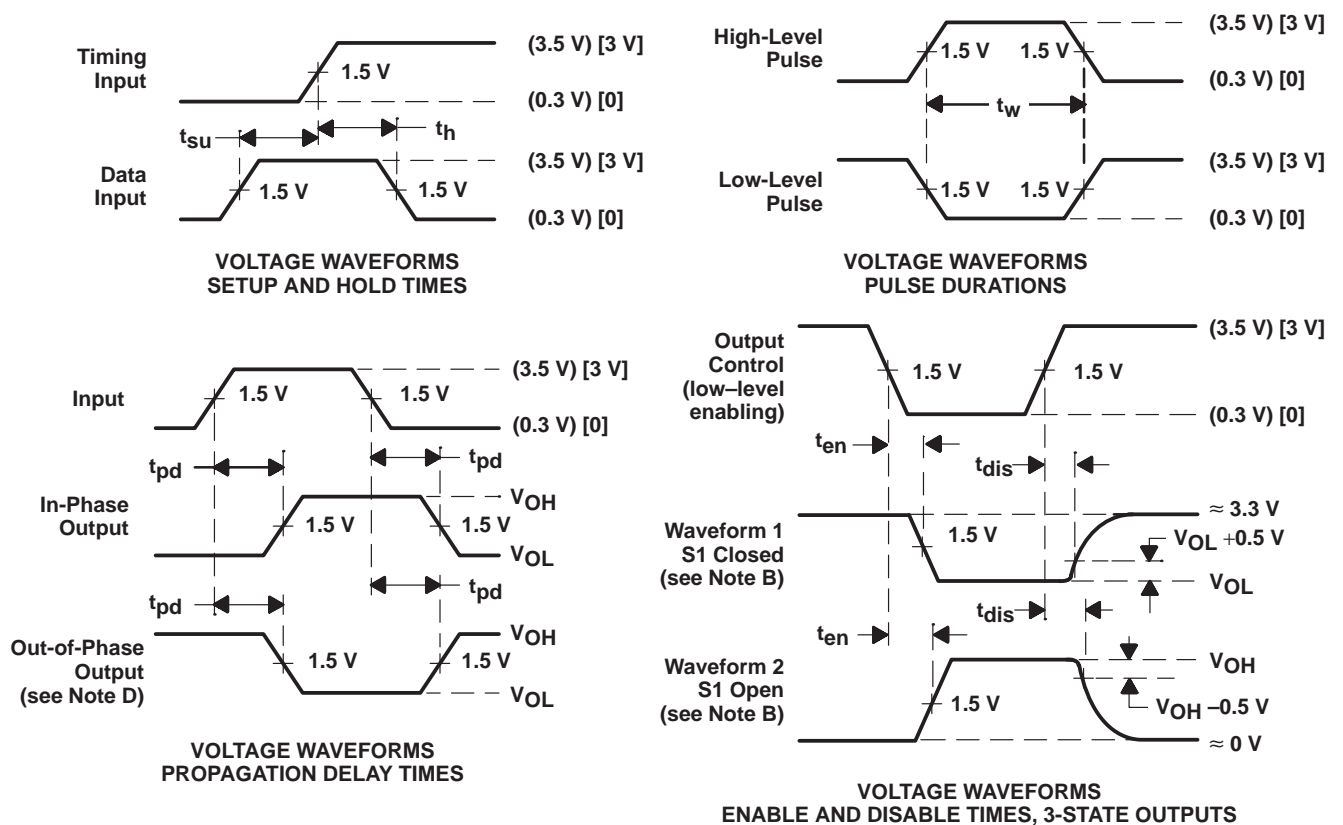 Timing
Input
1.5 V
(3.5 V) [3 V]
(0.3 V) [0]
tsu
th
Data
Input
1.5 V
1.5 V
(3.5 V) [3 V]
(0.3 V) [0]
VOLTAGE WAVEFORMS
SETUP AND HOLD TIMES
High-Level
Pulse
1.5 V
1.5 V
(3.5 V) [3 V]
(0.3 V) [0]
tw
Low-Level
Pulse
1.5 V
1.5 V
(3.5 V) [3 V]
(0.3 V) [0]
VOLTAGE WAVEFORMS
PULSE DURATIONS
Input
1.5 V
1.5 V
(3.5 V) [3 V]
(0.3 V) [0]
tpd
tpd
In-Phase
Output
1.5 V
1.5 V
VOH
VOL
tpd
tpd
Out-of-Phase
Output
(see Note D)
1.5 V
1.5 V
VOH
VOL
VOLTAGE WAVEFORMS
PROPAGATION DELAY TIMES
Output
Control
(low–level
enabling)
1.5 V
1.5 V
(3.5 V) [3 V]
(0.3 V) [0]
ten
tdis
Waveform 1
S1 Closed
(see Note B)
1.5 V
≈ 3.3 V
VOL +0.5 V
VOL
ten
tdis
Waveform 2
S1 Open
(see Note B)
1.5 V
VOH
VOH –0.5 V
≈ 0 V
VOLTAGE WAVEFORMS
ENABLE AND DISABLE TIMES, 3-STATE OUTPUTS